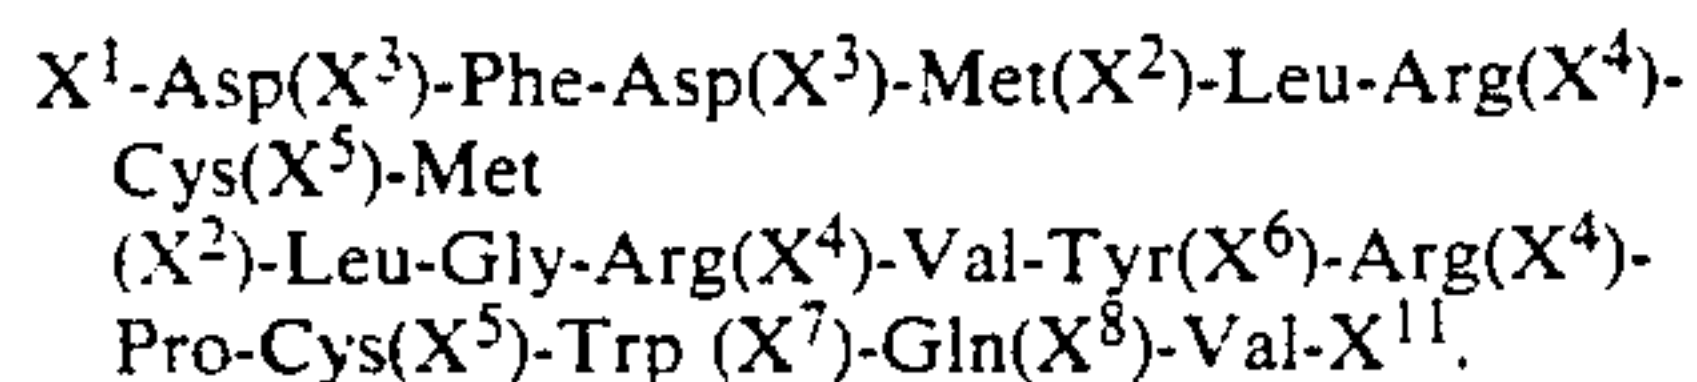 X¹-Asp(X³)-Phe-Asp(X³)-Met(X²)-Leu-Arg(X⁴)-
Cys(X⁵)-Met
(X²)-Leu-Gly-Arg(X⁴)-Val-Tyr(X⁶)-Arg(X⁴)-
Pro-Cys(X⁵)-Trp (X⁷)-Gln(X⁸)-Val-X¹¹.